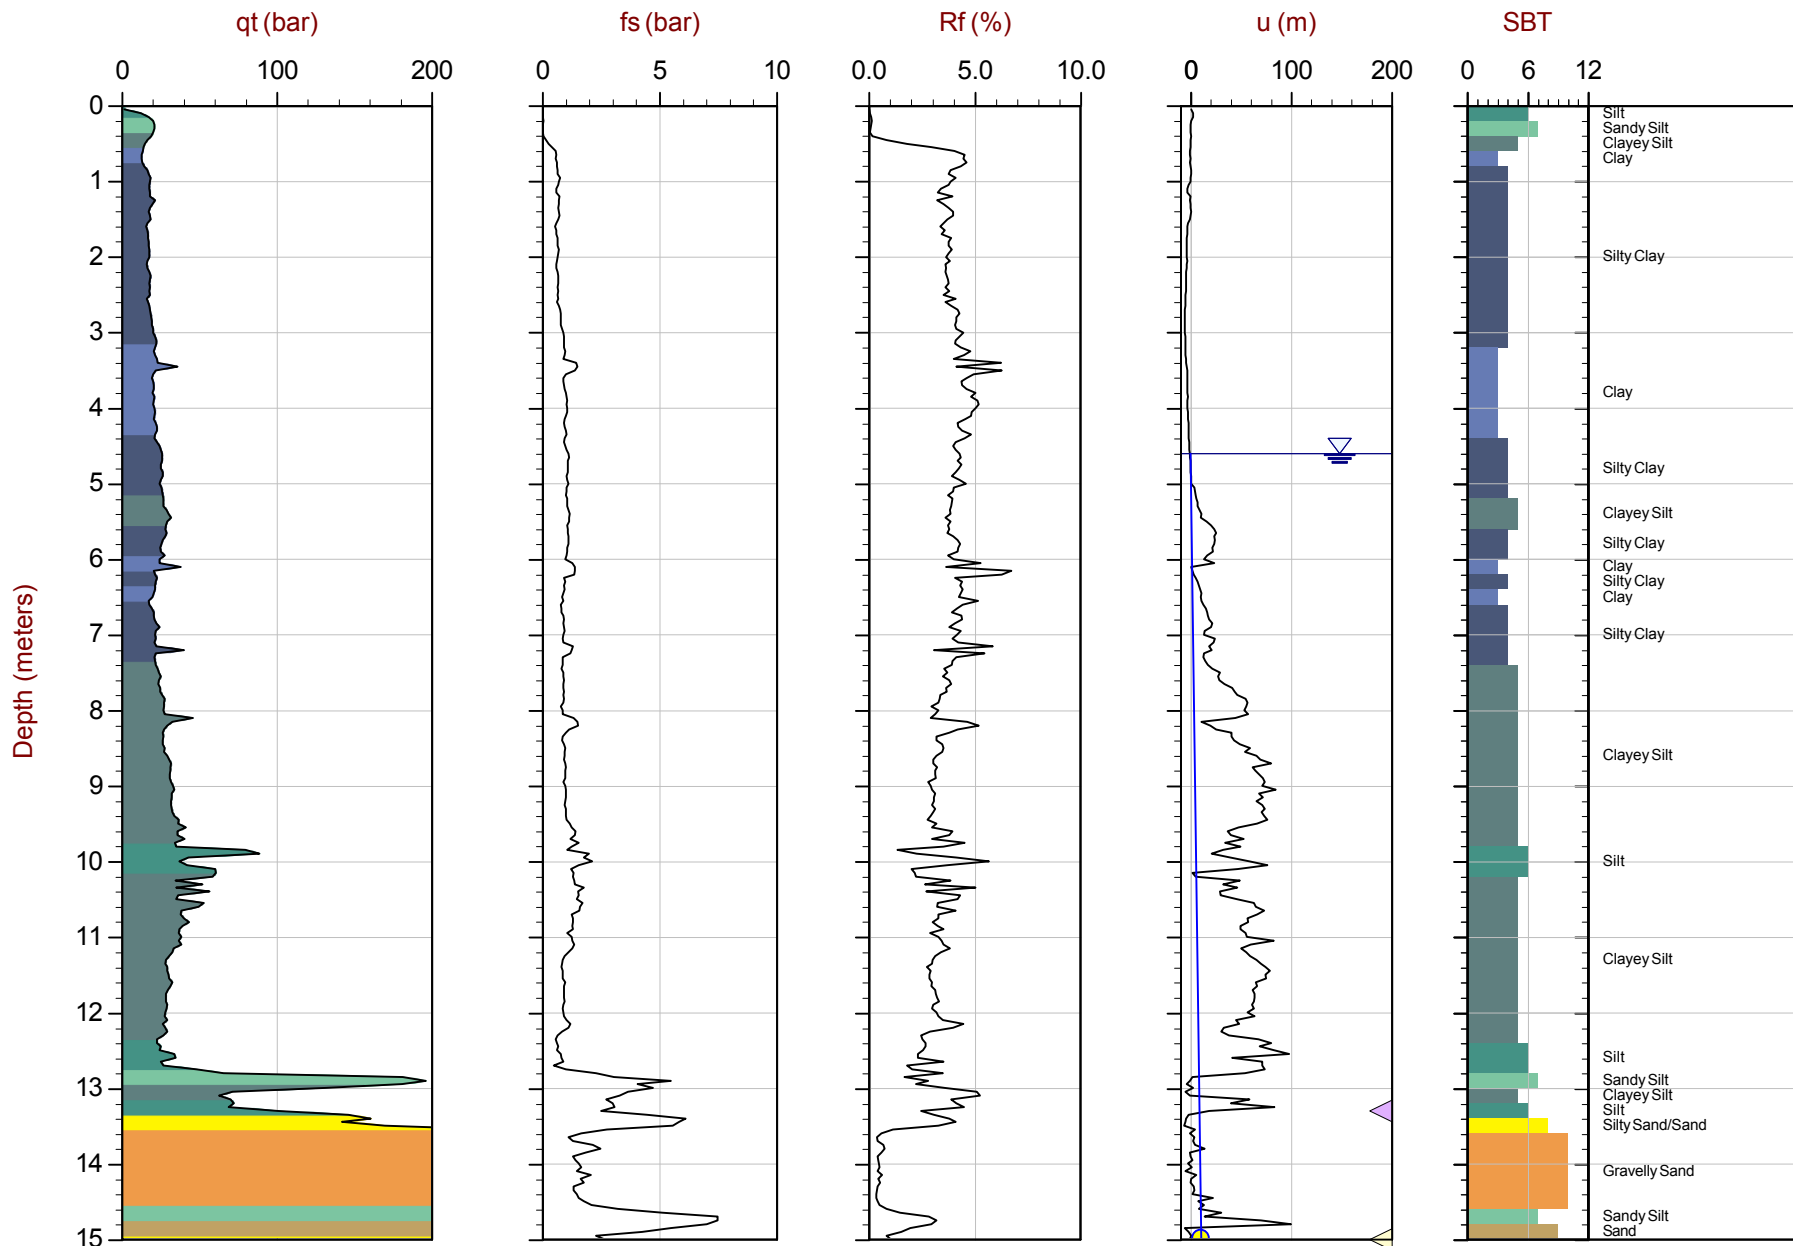 qt (bar) fs (bar) Rf (%) u (m) SBT
0 100 200 0 5 10 0.0 5.0 10.0 0 100 200 0 6 12
0
Silt
Sandy Silt
Clayey Silt
Clay
1
2
Silty Clay
3
Clay
4
Silty Clay
5
Clayey Silt
Silty Clay
6
Clay
Silty Clay
Clay
7
Silty Clay
Depth (meters)
8
Clayey Silt
9
10
Silt
11
Clayey Silt
12
Silt
13
Sandy Silt
Clayey Silt
Silt
Silty Sand/Sand
14
Gravelly Sand
Sandy Silt
Sand
15